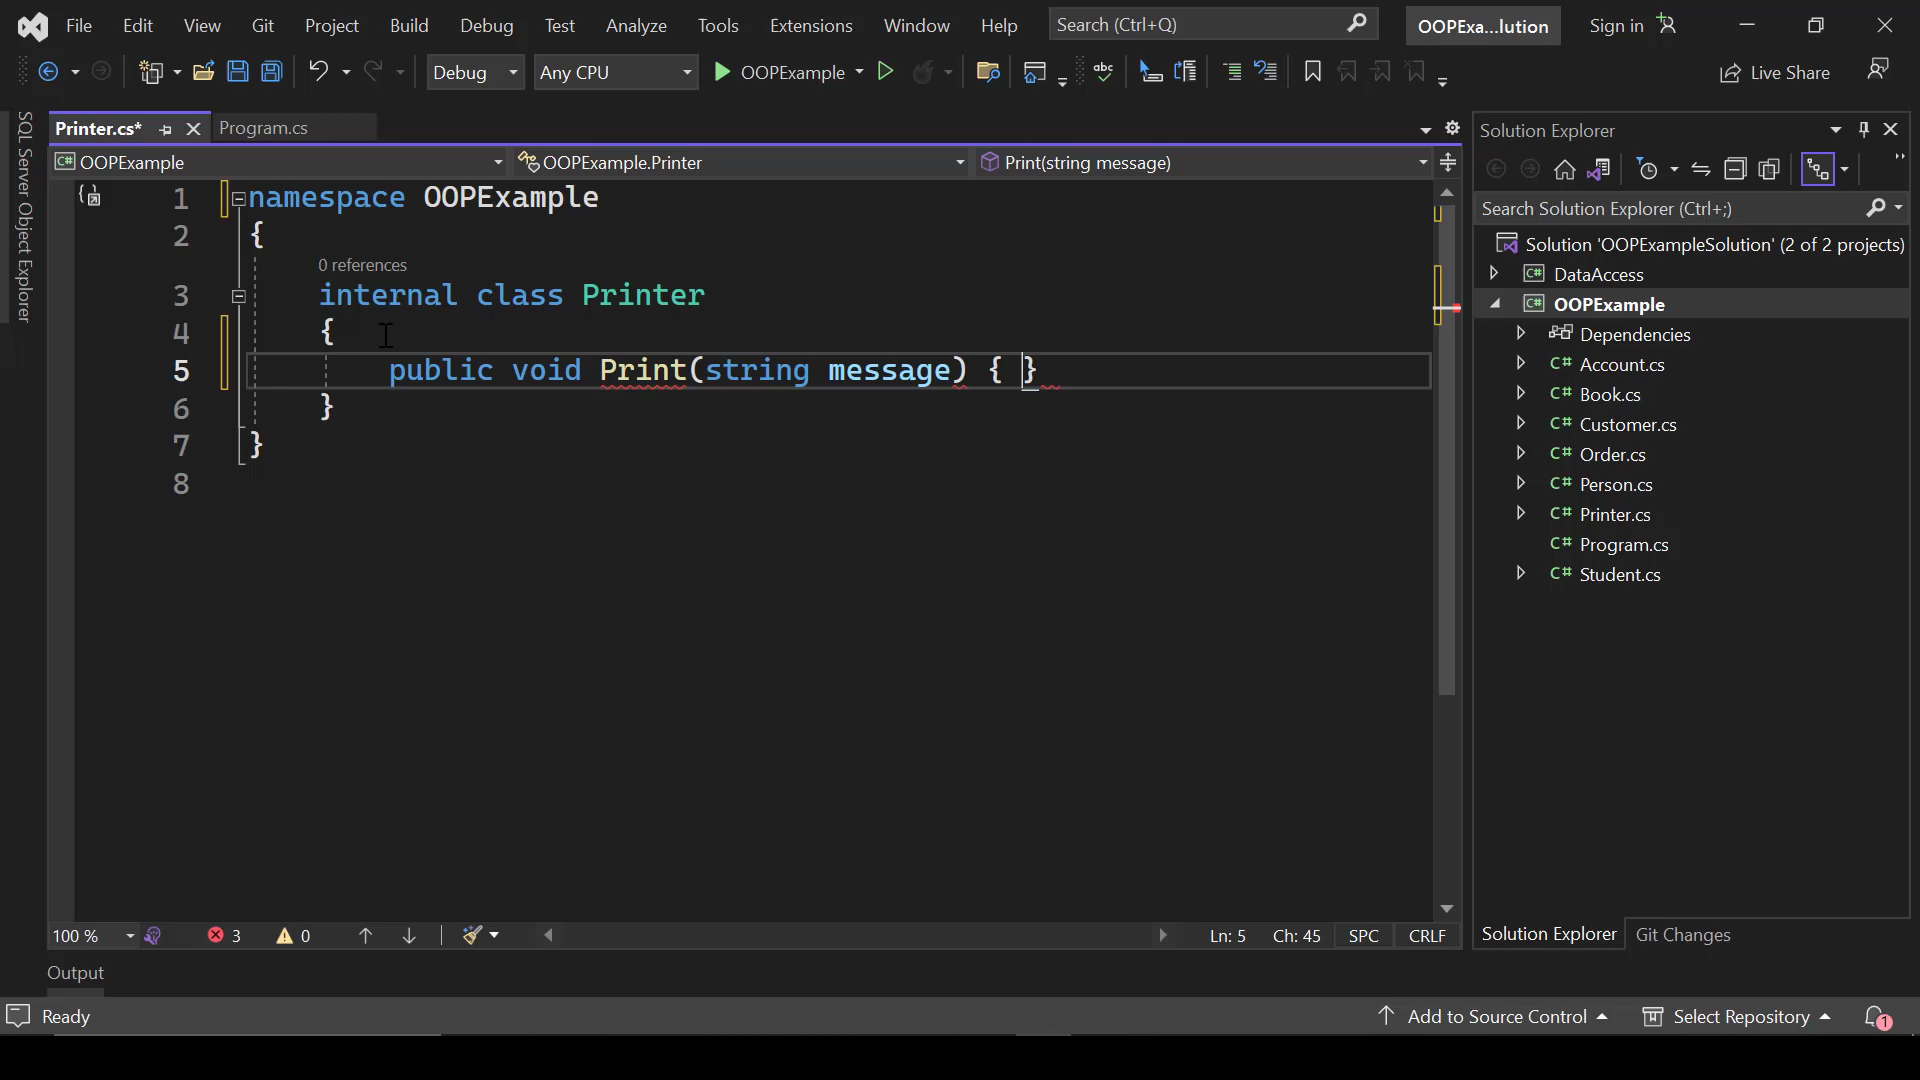 File Edit View Git Project Build Debug Test Analyze Tools Extensions Window Help Search (Ctrl+Q) OOPExa...lution Sign in
Debug Any CPU OOPExample abc Live Share
SQL Server Object Explorer
Printer.cs* Program.cs
OOPExample OOPExample.Printer Print(string message)
1 namespace OOPExample
2 {
0 references
3 internal class Printer
4 {
5 public void Print(string message) { }
6 }
7 }
8
100 % 3 0 Ln: 5 Ch: 45 SPC CRLF
Solution Explorer
Search Solution Explorer (Ctrl+;)
Solution 'OOPExampleSolution' (2 of 2 projects)
C# DataAccess
C# OOPExample
Dependencies
C# Account.cs
C# Book.cs
C# Customer.cs
C# Order.cs
C# Person.cs
C# Printer.cs
C# Program.cs
C# Student.cs
Solution Explorer Git Changes
Output
Ready Add to Source Control Select Repository 1